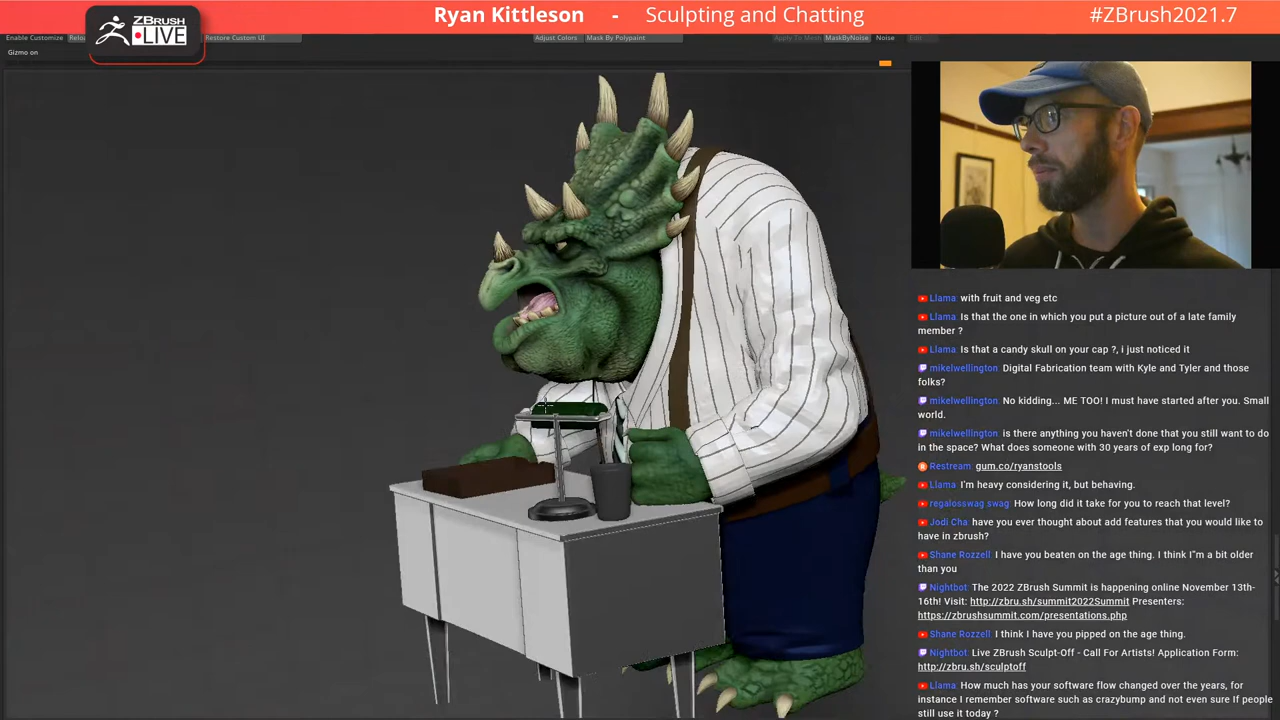 Ryan Kittleson - Sculpting and Chatting #ZBrush2021.7
ZBRUSH
LIVE
Enable Customize Reloa Restore Custom UI Adjust Colors Mask By Polypaint Apply To Mesh MaskByNoise Noise Edit
Gizmo on
Llama with fruit and veg etc
Llama Is that the one in which you put a picture out of a late family
member ?
Llama Is that a candy skull on your cap ?, i just noticed it
mikelwellington Digital Fabrication team with Kyle and Tyler and those
folks?
mikelwellington No kidding... ME TOO! I must have started after you. Small
world.
mikelwellington is there anything you haven't done that you still want to do
in the space? What does someone with 30 years of exp long for?
Restream gum.co/ryanstools
Llama I'm heavy considering it, but behaving.
regalosswag swag How long did it take for you to reach that level?
Jodi Cha: have you ever thought about add features that you would like to
have in zbrush?
Shane Rozzell: I have you beaten on the age thing. I think I"m a bit older
than you
Nightbot The 2022 ZBrush Summit is happening online November 13th-
16th! Visit: http://zbru.sh/summit2022Summit Presenters:
https://zbrushsummit.com/presentations.php
Shane Rozzell: I think I have you pipped on the age thing.
Nightbot Live ZBrush Sculpt-Off - Call For Artists! Application Form:
http://zbru.sh/sculptoff
Llama: How much has your software flow changed over the years, for
instance I remember software such as crazybump and not even sure If people
still use it today ?